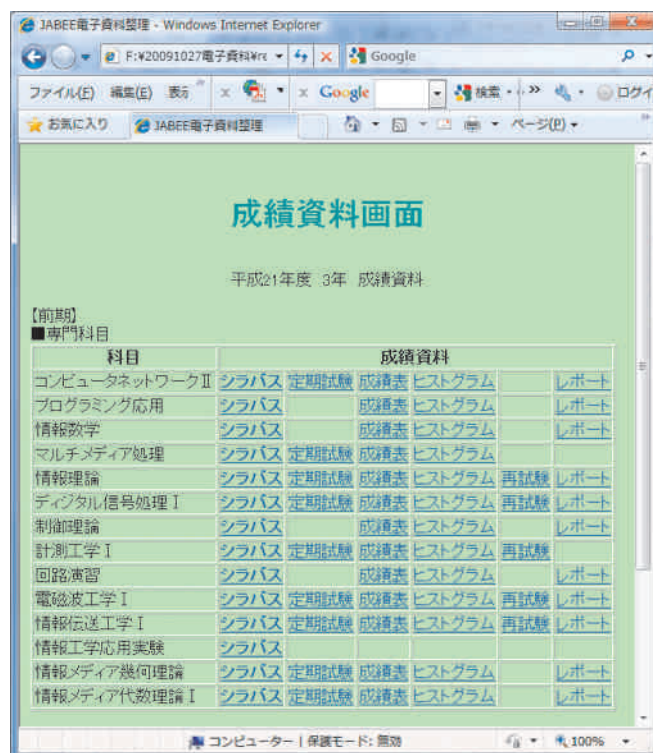 JABEE電子資料整理 - Windows Internet Explorer
F:¥20091027電子資料¥re
Google
ファイル(F) 編集(E) 表示 » x x Google 検索 »
お気に入り JABEE電子資料整理 ページ(P) »
成績資料画面
平成21年度 3年 成績資料
【前期】
■専門科目
科目 成績資料
コンピュータネットワークⅡ シラバス 定期試験 成績表 ヒストグラム レポート
プログラミング応用 シラバス 成績表 ヒストグラム レポート
情報数学 シラバス 成績表 ヒストグラム レポート
マルチメディア処理 シラバス 定期試験 成績表 ヒストグラム
情報理論 シラバス 定期試験 成績表 ヒストグラム 再試験 レポート
ディジタル信号処理Ⅰ シラバス 定期試験 成績表 ヒストグラム 再試験 レポート
制御理論 シラバス 成績表 ヒストグラム レポート
計測工学Ⅰ シラバス 定期試験 成績表 ヒストグラム 再試験
回路演習 シラバス 成績表 ヒストグラム レポート
電磁波工学Ⅰ シラバス 定期試験 成績表 ヒストグラム 再試験 レポート
情報伝送工学Ⅰ シラバス 定期試験 成績表 ヒストグラム 再試験 レポート
情報工学応用実験 シラバス
情報メディア幾何理論 シラバス 定期試験 成績表 ヒストグラム レポート
情報メディア代数理論Ⅰ シラバス 定期試験 成績表 ヒストグラム レポート
コンピューター | 保護モード: 無効 100%